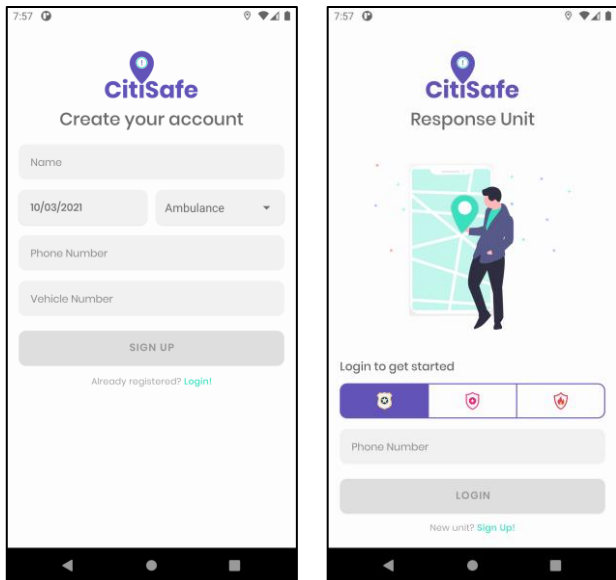 7:57
CitiSafe
Create your account
Name
10/03/2021
Ambulance
Phone Number
Vehicle Number
SIGN UP
Already registered? Login!
7:57
CitiSafe
Response Unit
Login to get started
Phone Number
LOGIN
New unit? Sign Up!